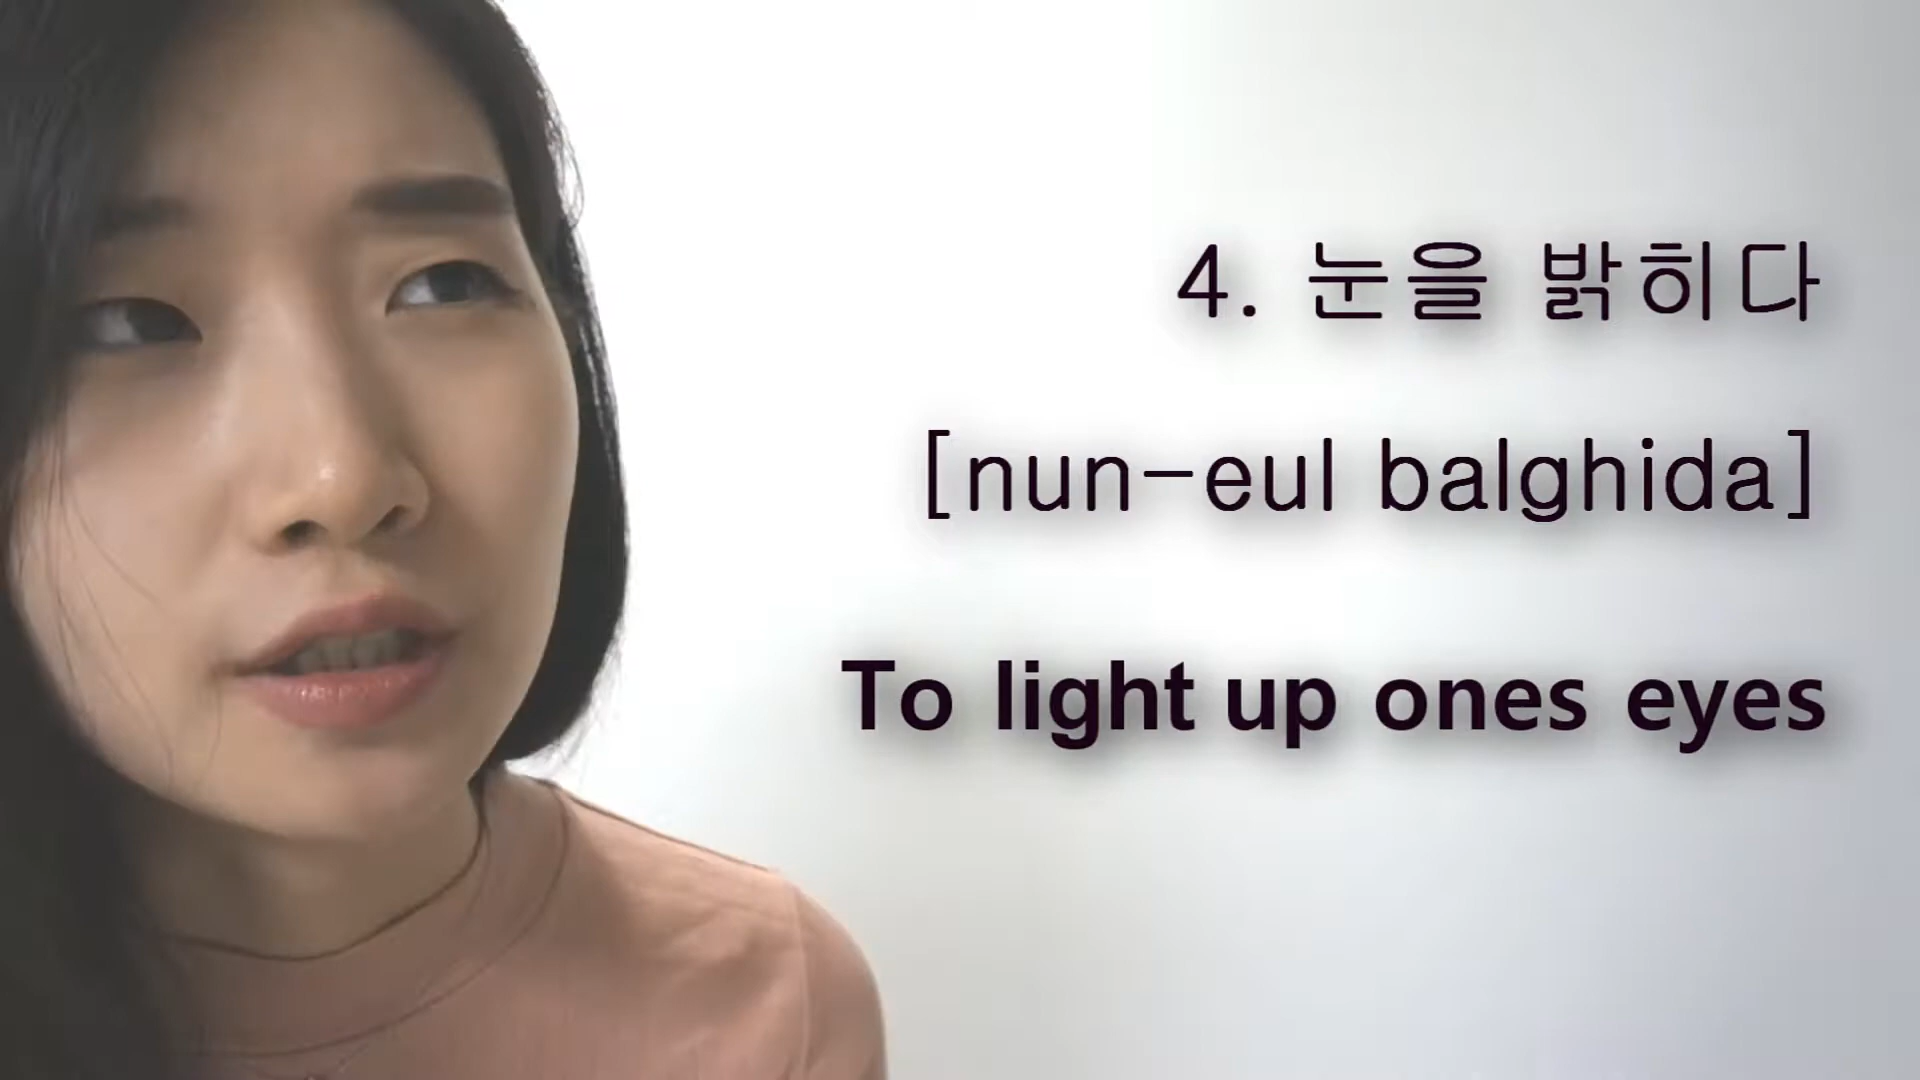 4. 눈을 밝히다
[nun-eul balghida]
To light up ones eyes